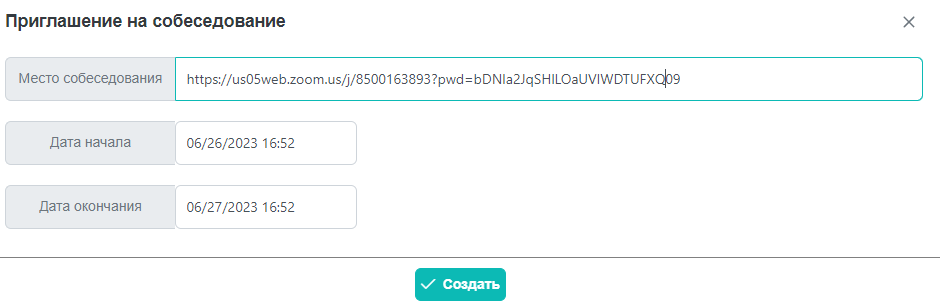 Приглашение на собеседование
Место собеседования https://us05web.zoom.us/j/8500163893?pwd=bDNIa2JqSHlLOaUVIWDTUFXQ09
Дата начала 06/26/2023 16:52
Дата окончания 06/27/2023 16:52
Создать